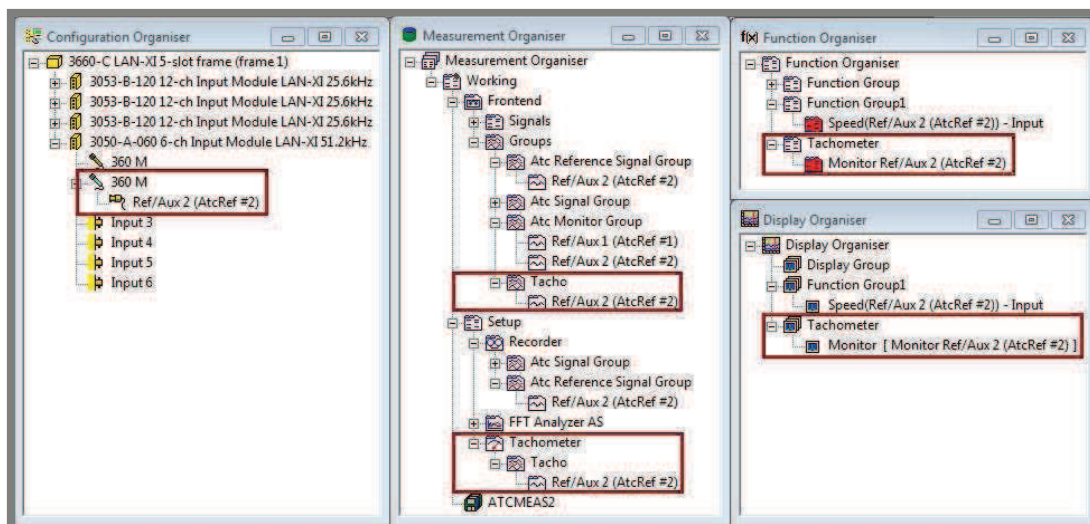 Configuration Organiser
3660-C LAN-XI 5-slot frame (frame 1)
3053-B-120 12-ch Input Module LAN-XI 25.6kHz
3053-B-120 12-ch Input Module LAN-XI 25.6kHz
3053-B-120 12-ch Input Module LAN-XI 25.6kHz
3050-A-060 6-ch Input Module LAN-XI 51.2kHz
360 M
360 M
Ref/Aux 2 (AtcRef #2)
Input 3
Input 4
Input 5
Input 6
Measurement Organiser
Measurement Organiser
Working
Frontend
Signals
Groups
Atc Reference Signal Group
Ref/Aux 2 (AtcRef #2)
Atc Signal Group
Atc Monitor Group
Ref/Aux 1 (AtcRef #1)
Ref/Aux 2 (AtcRef #2)
Tacho
Ref/Aux 2 (AtcRef #2)
Setup
Recorder
Atc Signal Group
Atc Reference Signal Group
Ref/Aux 2 (AtcRef #2)
FFT Analyzer AS
Tachometer
Tacho
Ref/Aux 2 (AtcRef #2)
ATCMEAS2
f(x) Function Organiser
Function Organiser
Function Group
Function Group1
Speed(Ref/Aux 2 (AtcRef #2)) - Input
Tachometer
Monitor Ref/Aux 2 (AtcRef #2)
Display Organiser
Display Organiser
Display Group
Function Group1
Speed(Ref/Aux 2 (AtcRef #2)) - Input
Tachometer
Monitor [ Monitor Ref/Aux 2 (AtcRef #2) ]